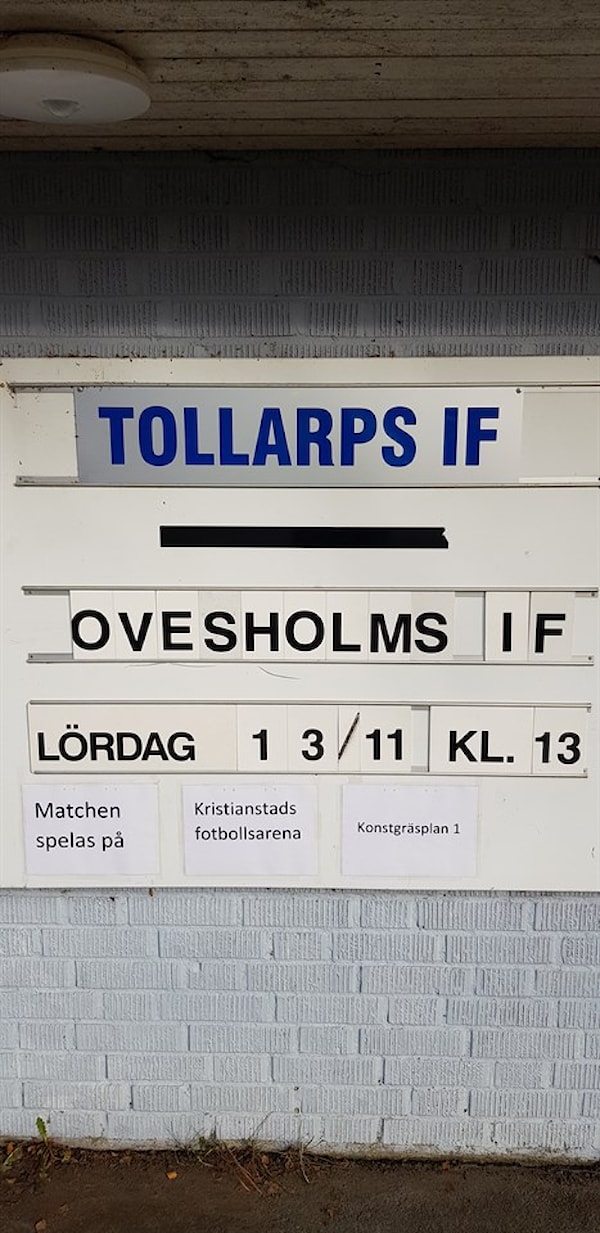 TOLLARPS IF
OVESHOLMS IF
LÖRDAG 13/11 KL. 13
Matchen
spelas på
Kristianstads
fotbollsarena
Konstgräsplan 1